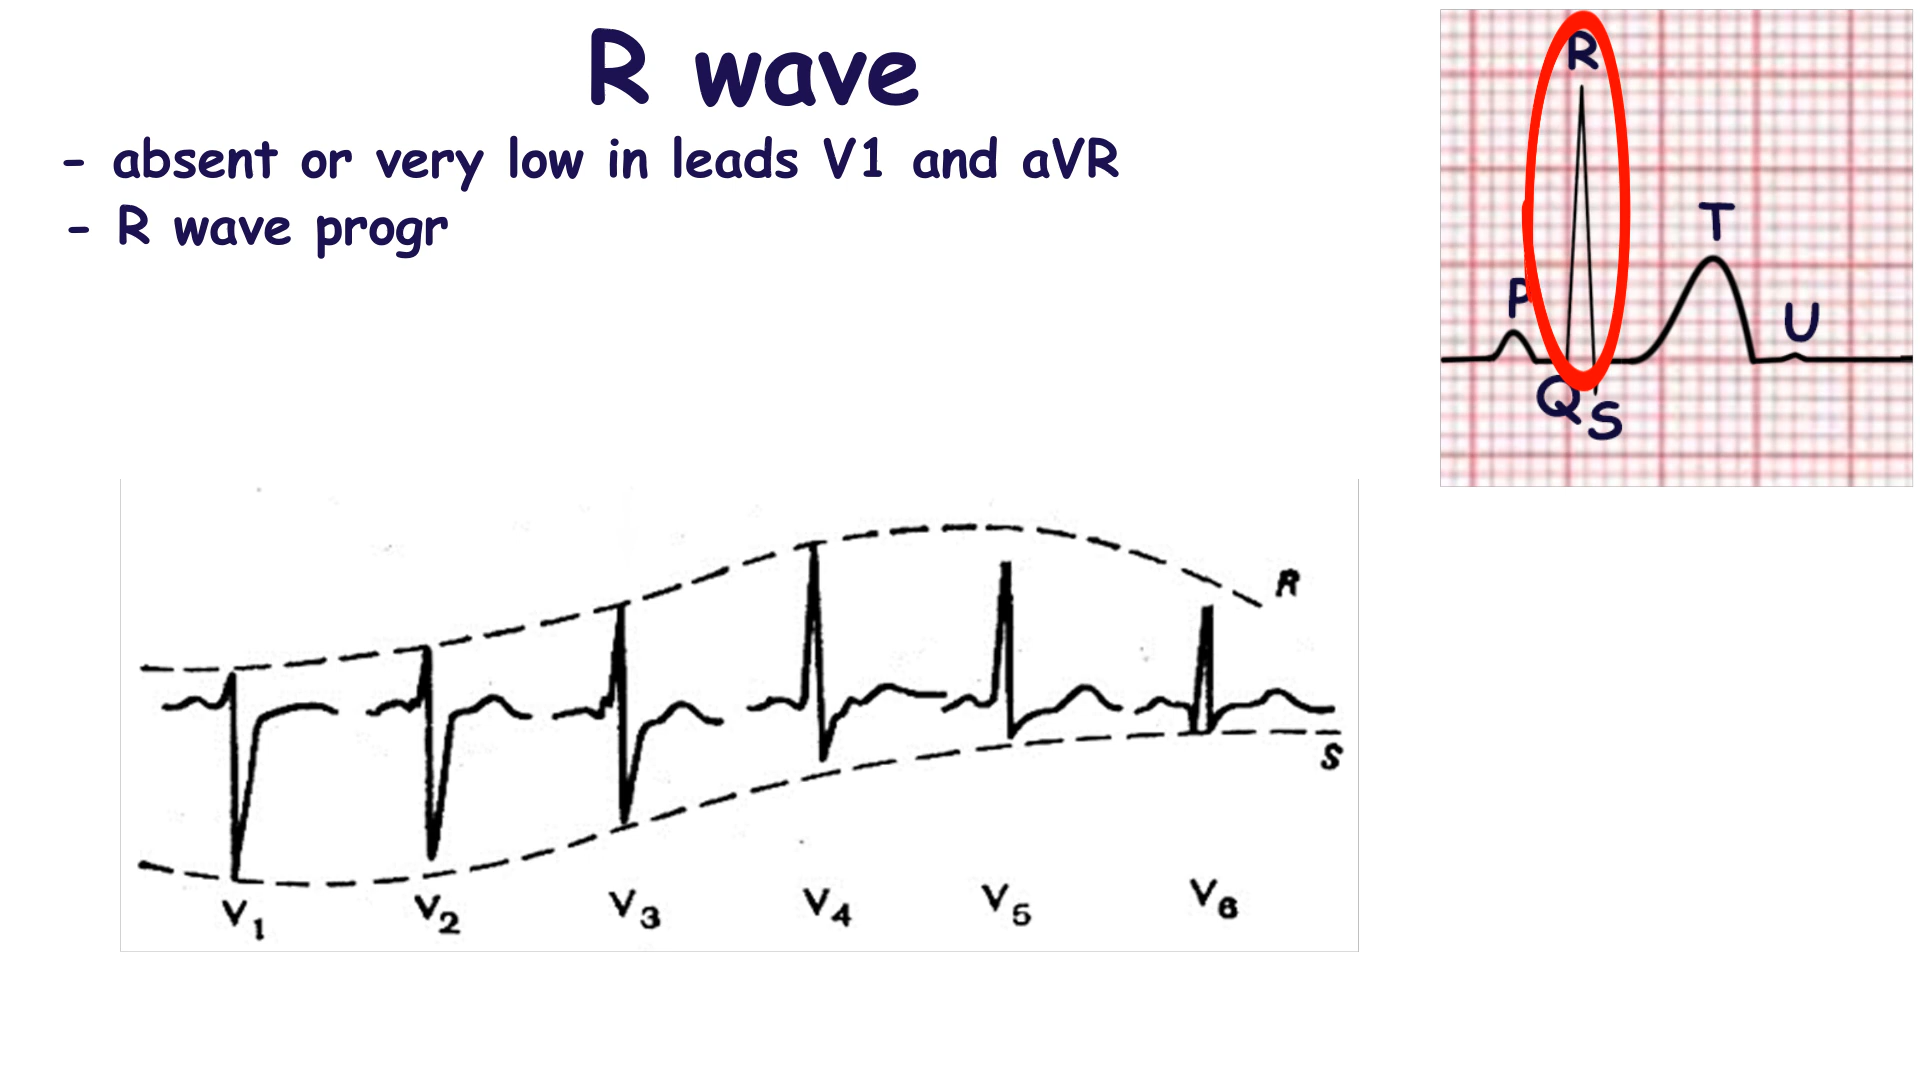 R wave
- absent or very low in leads V1 and aVR
- R wave progr
R
P
Q
S
T
U
R
S
V1
V2
V3
V4
V5
V6